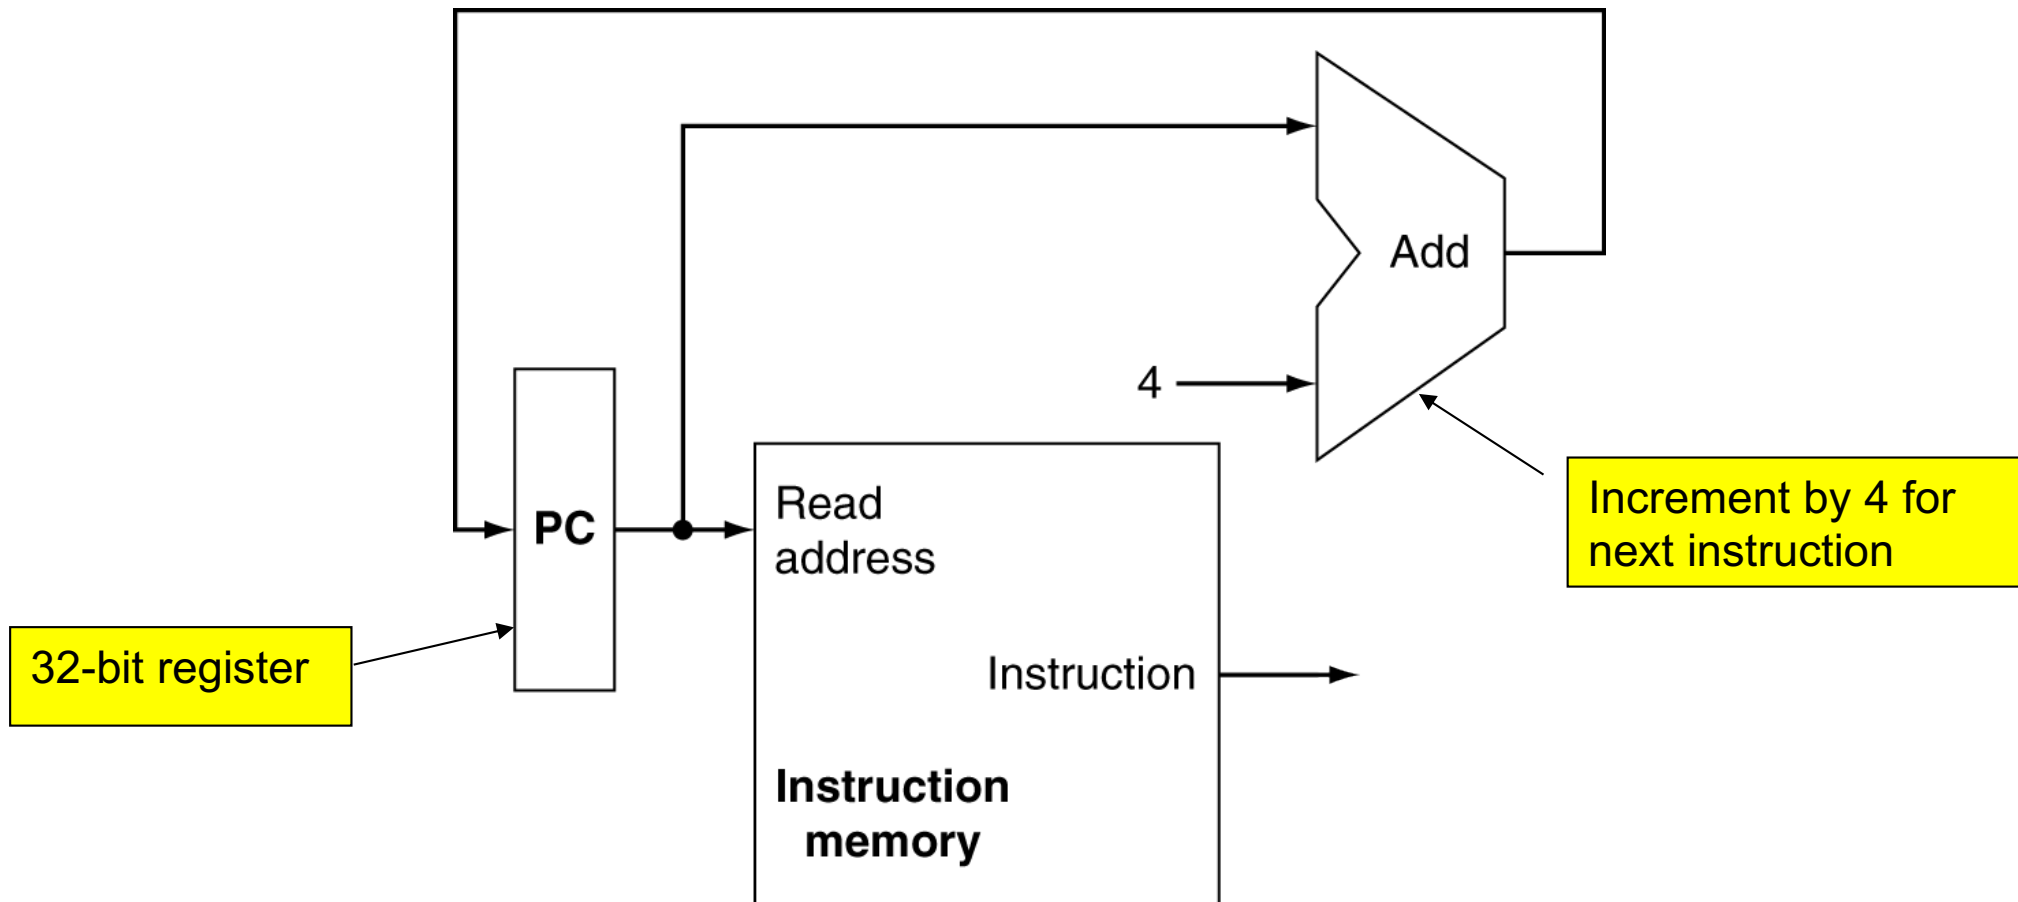 Add
4
Increment by 4 for
next instruction
PC
Read
address
32-bit register
Instruction
Instruction
memory